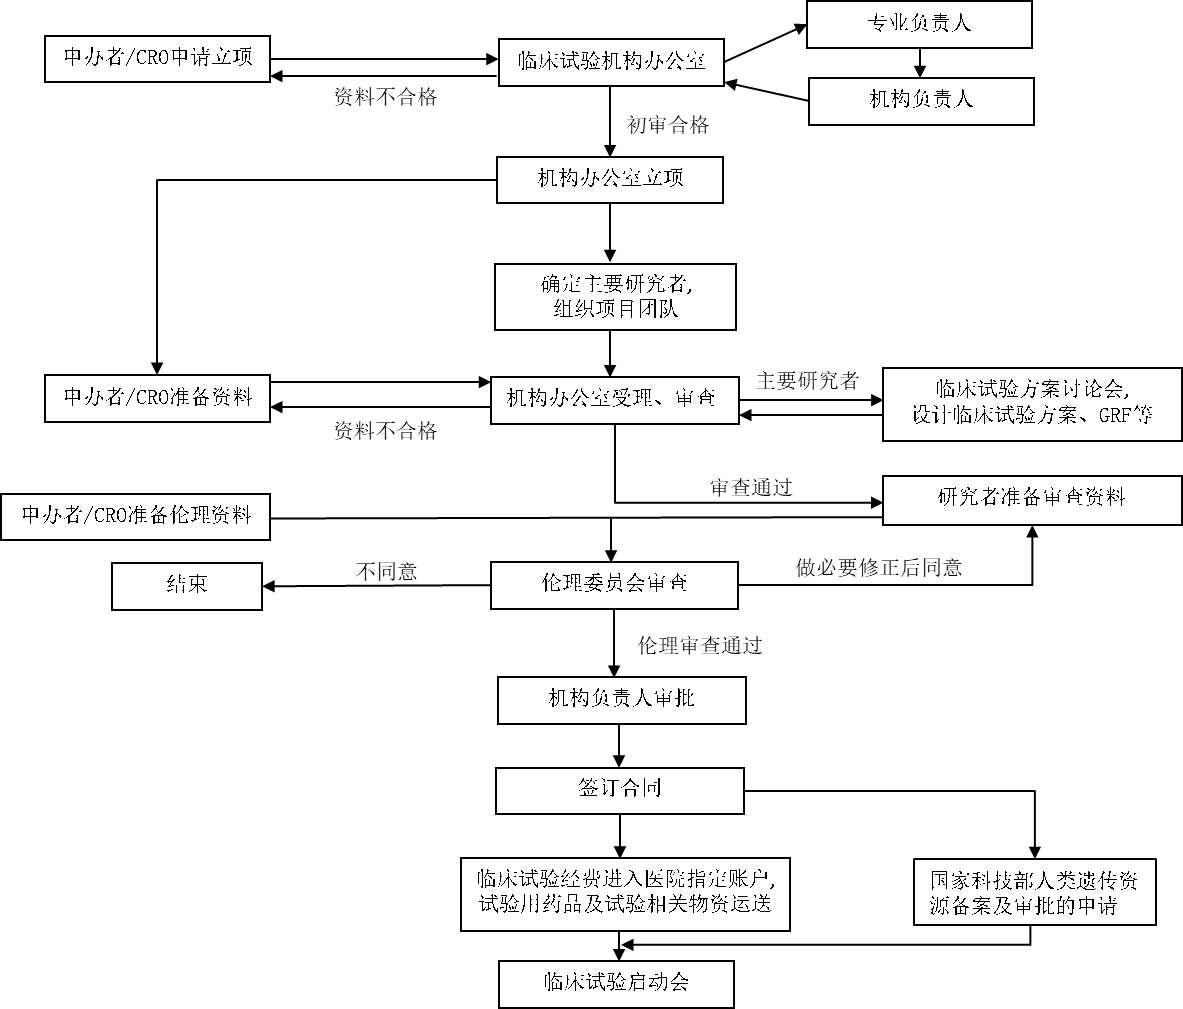 专业负责人
申办者/CRO申请立项
临床试验机构办公室
资料不合格
机构负责人
初审合格
机构办公室立项
确定主要研究者,
组织项目团队
申办者/CRO准备资料
机构办公室受理、审查
主要研究者
临床试验方案讨论会,
设计临床试验方案、GRF等
资料不合格
审查通过
研究者准备审查资料
申办者/CRO准备伦理资料
结束
不同意
伦理委员会审查
做必要修正后同意
伦理审查通过
机构负责人审批
签订合同
临床试验经费进入医院指定账户,
试验用药品及试验相关物资运送
国家科技部人类遗传资
源备案及审批的申请
临床试验启动会